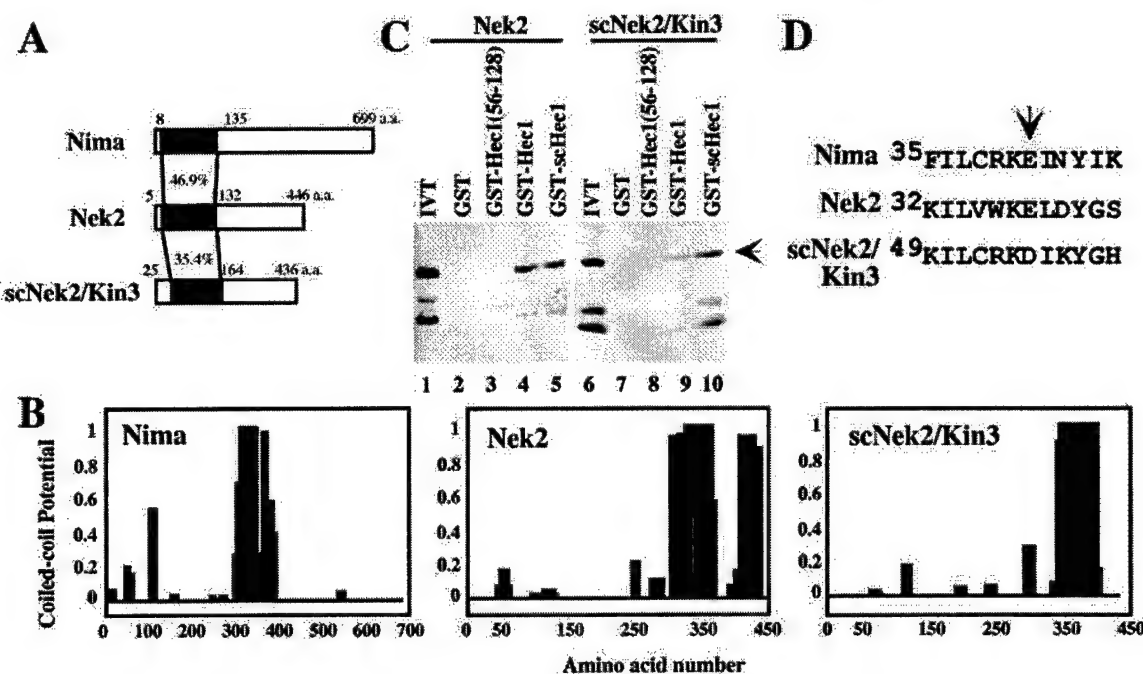 A
8 135 699 a.a.
Nima
46.9%
5 132 446 a.a.
Nek2
35.4%
25 164 436 a.a.
scNek2/Kin3
C
Nek2 scNek2/Kin3
IVT
GST
GST-Hec1(56-128)
GST-Hec1
GST-scHec1
IVT
GST
GST-Hec1(56-128)
GST-Hec1
GST-scHec1
1 2 3 4 5 6 7 8 9 10
D
Nima 35FILCRKEINYIK
Nek2 32KILVWKELDYGS
scNek2/ 49KILCRKDIKYGH
Kin3
B
Coiled-coil Potential
Nima
1
0.8
0.6
0.4
0.2
0
0 100 200 300 400 500 600 700
Nek2
1
0.8
0.6
0.4
0.2
0
0 50 150 250 350 450
scNek2/Kin3
1
0.8
0.6
0.4
0.2
0
0 50 150 250 350 450
Amino acid number